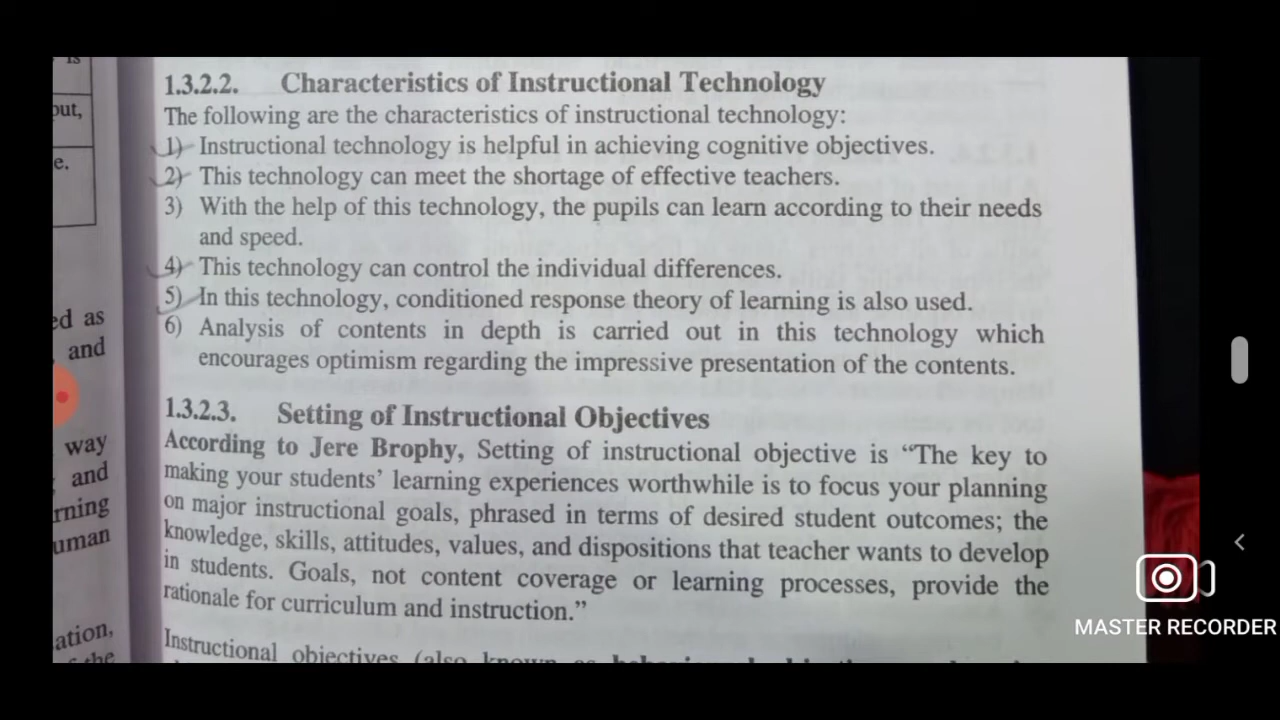 is
out,
e.
ed as
and
way
and
rning
uman
ation,
the
1.3.2.2. Characteristics of Instructional Technology
The following are the characteristics of instructional technology:
1) Instructional technology is helpful in achieving cognitive objectives.
2) This technology can meet the shortage of effective teachers.
3) With the help of this technology, the pupils can learn according to their needs
and speed.
4) This technology can control the individual differences.
5) In this technology, conditioned response theory of learning is also used.
6) Analysis of contents in depth is carried out in this technology which
encourages optimism regarding the impressive presentation of the contents.
1.3.2.3. Setting of Instructional Objectives
According to Jere Brophy, Setting of instructional objective is “The key to
making your students’ learning experiences worthwhile is to focus your planning
on major instructional goals, phrased in terms of desired student outcomes; the
knowledge, skills, attitudes, values, and dispositions that teacher wants to develop
in students. Goals, not content coverage or learning processes, provide the
rationale for curriculum and instruction.”
Instructional objectives (also known as
MASTER RECORDER